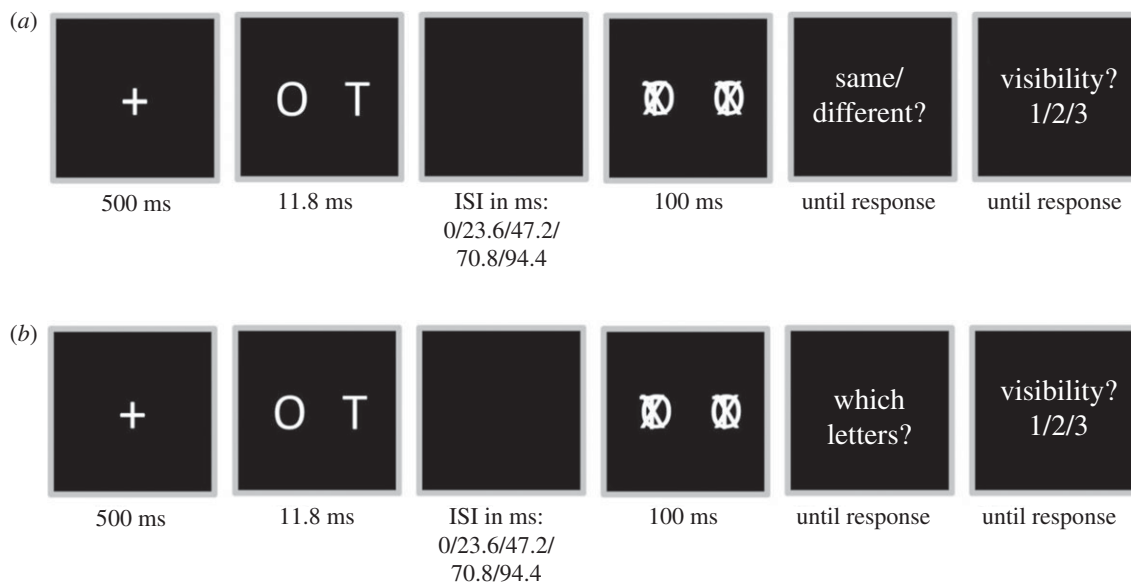 (a)
+
O T
same/
different?
visibility?
1/2/3
500 ms
11.8 ms
ISI in ms:
0/23.6/47.2/
70.8/94.4
100 ms
until response
until response
(b)
+
O T
which
letters?
visibility?
1/2/3
500 ms
11.8 ms
ISI in ms:
0/23.6/47.2/
70.8/94.4
100 ms
until response
until response